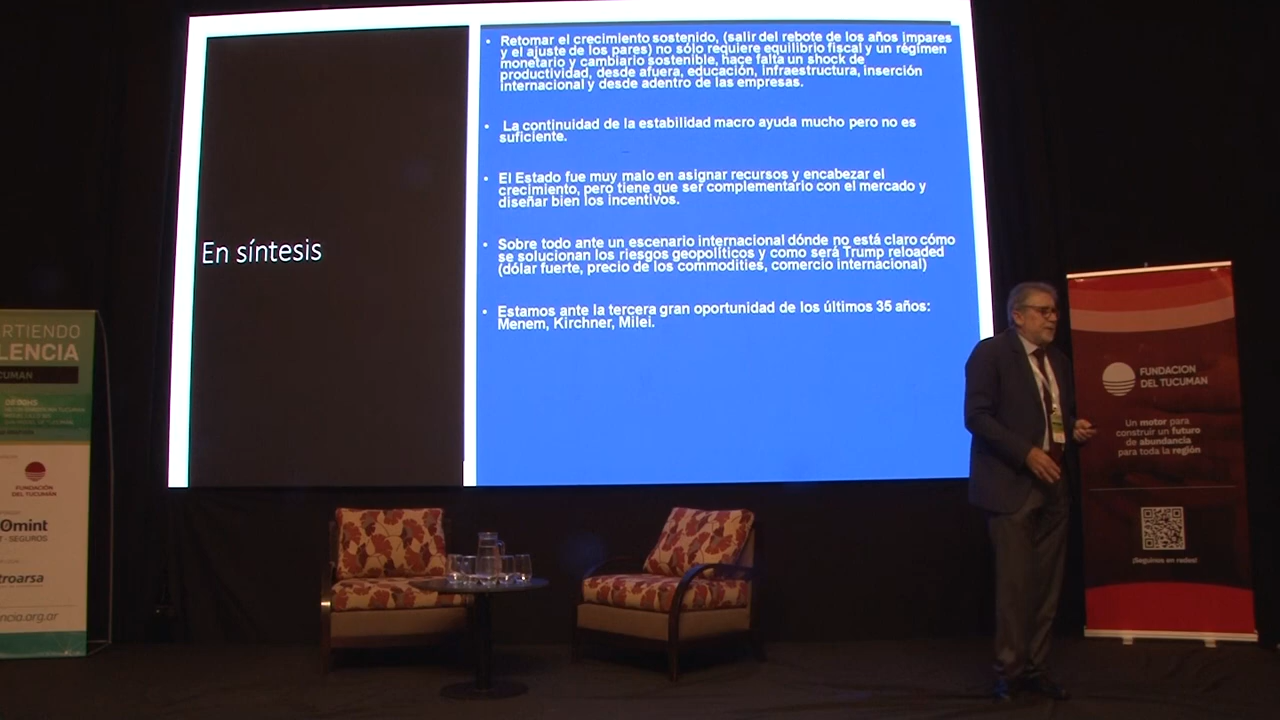 En síntesis
• Retomar el crecimiento sostenido, (salir del rebote de los años impares
y el ajuste de los pares) no sólo requiere equilibrio fiscal y un régimen
monetario y cambiario sostenible, hace falta un shock de
productividad, desde afuera, educación, infraestructura, inserción
internacional y desde adentro de las empresas.
• La continuidad de la estabilidad macro ayuda mucho pero no es
suficiente.
• El Estado fue muy malo en asignar recursos y encabezar el
crecimiento, pero tiene que ser complementario con el mercado y
diseñar bien los incentivos.
• Sobre todo ante un escenario internacional dónde no está claro cómo
se solucionan los riesgos geopolíticos y como será Trump reloaded
(dólar fuerte, precio de los commodities, comercio internacional)
• Estamos ante la tercera gran oportunidad de los últimos 35 años:
Menem, Kirchner, Milei.
RTIENDO
LENCIA
CUMAN
FUNDACIÓN
DEL TUCUMÁN
Omint
SEGUROS
troarsa
ncia.org.ar
FUNDACION
DEL TUCUMAN
Un motor para
construir un futuro
de abundancia
para toda la región
¡Seguinos en redes!